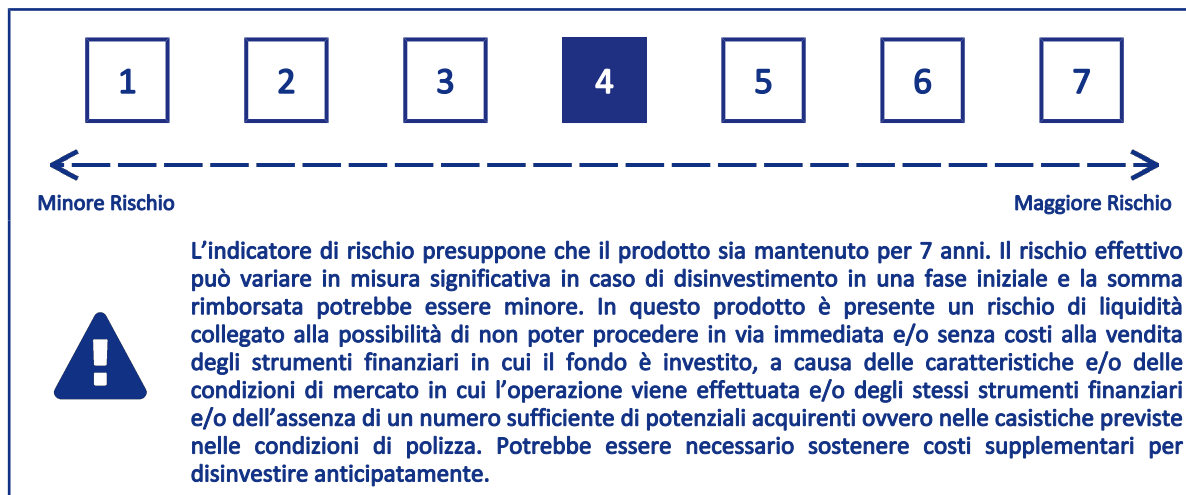 1 2 3 4 5 6 7
Minore Rischio Maggiore Rischio
L'indicatore di rischio presuppone che il prodotto sia mantenuto per 7 anni. Il rischio effettivo
può variare in misura significativa in caso di disinvestimento in una fase iniziale e la somma
rimborsata potrebbe essere minore. In questo prodotto è presente un rischio di liquidità
collegato alla possibilità di non poter procedere in via immediata e/o senza costi alla vendita
degli strumenti finanziari in cui il fondo è investito, a causa delle caratteristiche e/o delle
condizioni di mercato in cui l'operazione viene effettuata e/o degli stessi strumenti finanziari
e/o dell'assenza di un numero sufficiente di potenziali acquirenti ovvero nelle casistiche previste
nelle condizioni di polizza. Potrebbe essere necessario sostenere costi supplementari per
disinvestire anticipatamente.